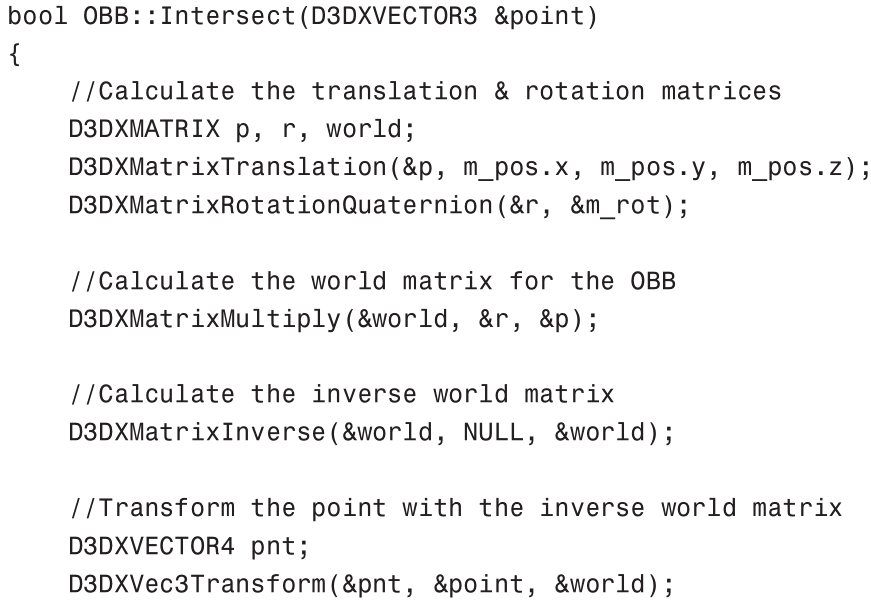 bool OBB::Intersect(D3DXVECTOR3 &point)
{
    //Calculate the translation & rotation matrices
    D3DXMATRIX p, r, world;
    D3DXMatrixTranslation(&p, m_pos.x, m_pos.y, m_pos.z);
    D3DXMatrixRotationQuaternion(&r, &m_rot);

    //Calculate the world matrix for the OBB
    D3DXMatrixMultiply(&world, &r, &p);

    //Calculate the inverse world matrix
    D3DXMatrixInverse(&world, NULL, &world);

    //Transform the point with the inverse world matrix
    D3DXVECTOR4 pnt;
    D3DXVec3Transform(&pnt, &point, &world);